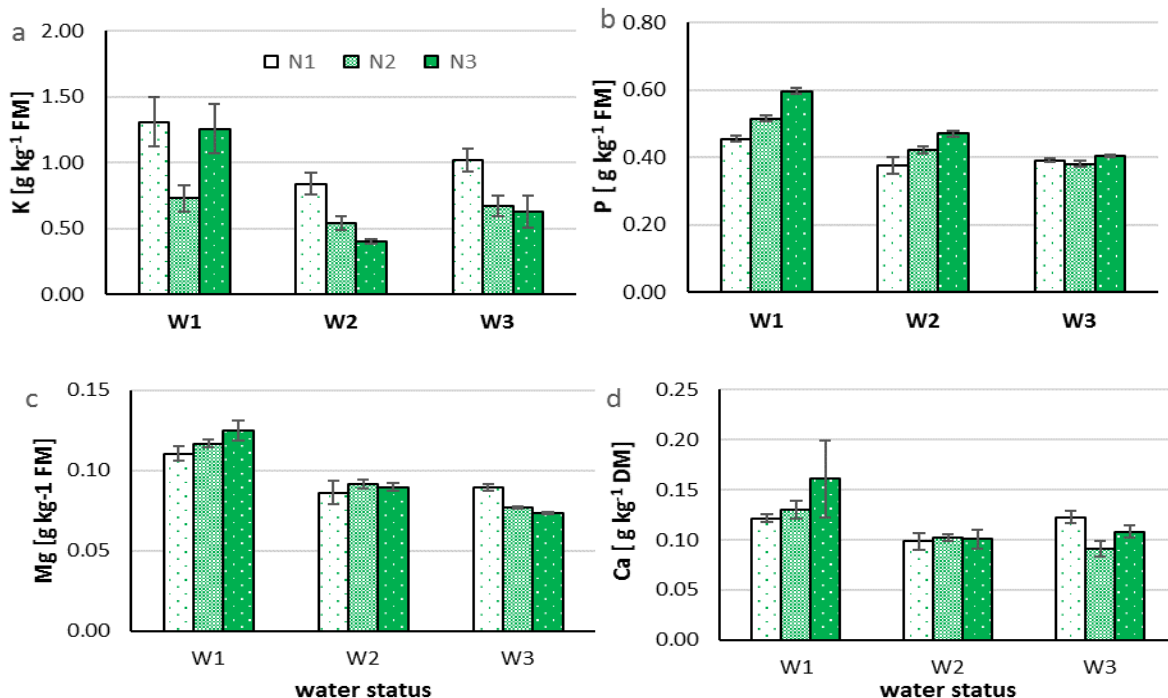 a
K [g kg⁻¹ FM]
2.00
1.50
1.00
0.50
0.00
N1 N2 N3
W1 W2 W3
b
P [ g kg⁻¹ FM]
0.80
0.60
0.40
0.20
0.00
W1 W2 W3
c
Mg [g kg-1 FM]
0.15
0.10
0.05
0.00
W1 W2 W3
water status
d
Ca [ g kg⁻¹ DM]
0.25
0.20
0.15
0.10
0.05
0.00
W1 W2 W3
water status